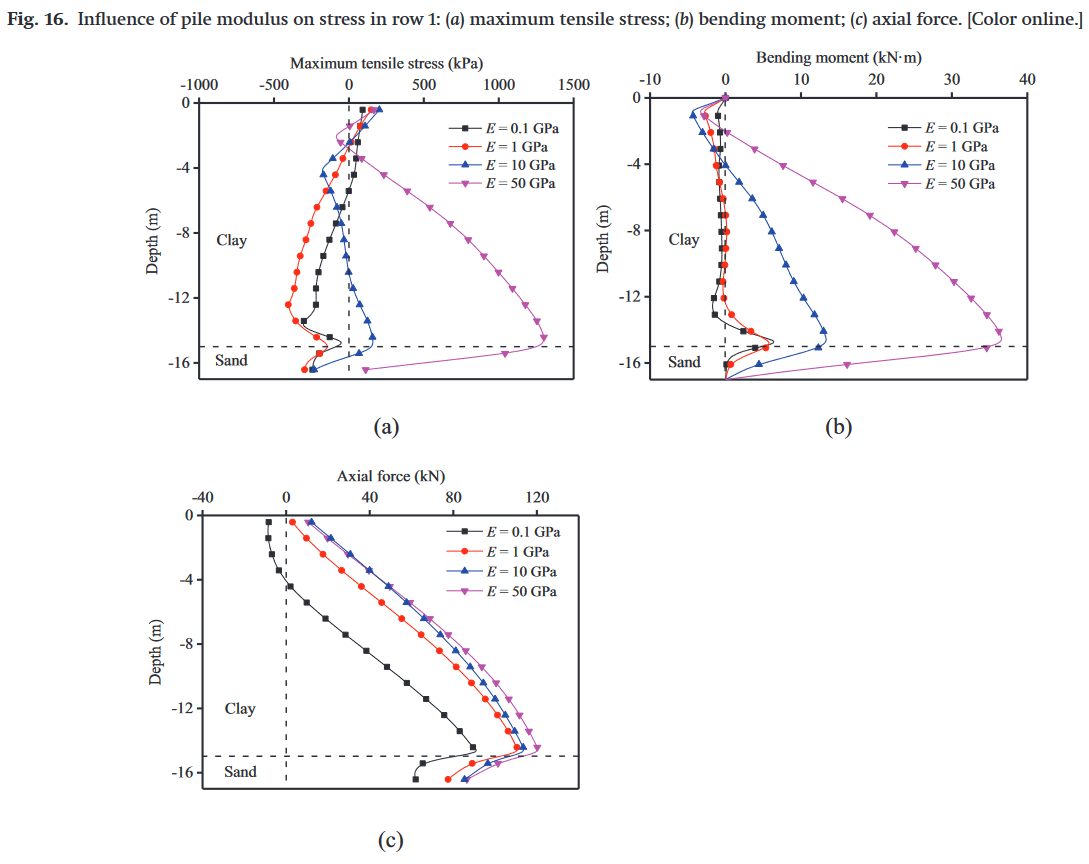 Fig. 16. Influence of pile modulus on stress in row 1: (a) maximum tensile stress; (b) bending moment; (c) axial force. [Color online.]
Maximum tensile stress (kPa)
-1000 -500 0 500 1000 1500
0
-4
-8
-12
-16
Depth (m)
E = 0.1 GPa
E = 1 GPa
E = 10 GPa
E = 50 GPa
Clay
Sand
(a)
Bending moment (kN·m)
-10 0 10 20 30 40
0
-4
-8
-12
-16
Depth (m)
E = 0.1 GPa
E = 1 GPa
E = 10 GPa
E = 50 GPa
Clay
Sand
(b)
Axial force (kN)
-40 0 40 80 120
0
-4
-8
-12
-16
Depth (m)
E = 0.1 GPa
E = 1 GPa
E = 10 GPa
E = 50 GPa
Clay
Sand
(c)